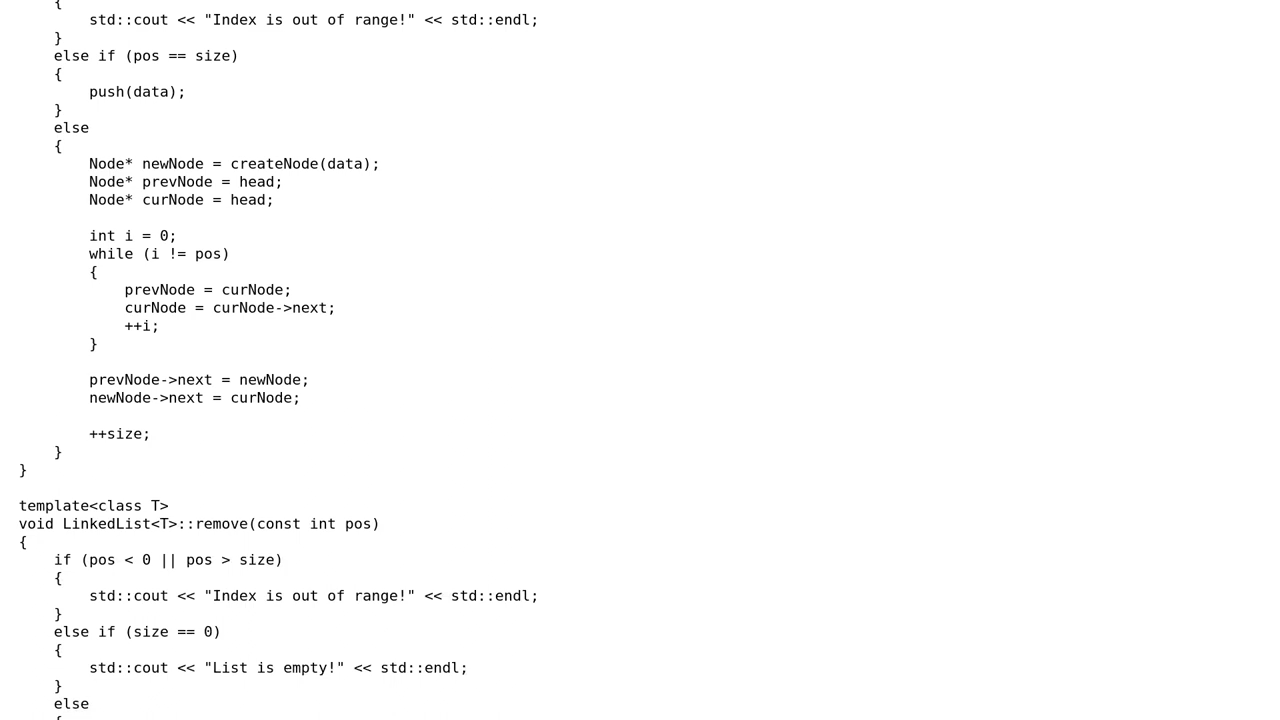 {
        std::cout << "Index is out of range!" << std::endl;
    }
    else if (pos == size)
    {
        push(data);
    }
    else
    {
        Node* newNode = createNode(data);
        Node* prevNode = head;
        Node* curNode = head;

        int i = 0;
        while (i != pos)
        {
            prevNode = curNode;
            curNode = curNode->next;
            ++i;
        }

        prevNode->next = newNode;
        newNode->next = curNode;

        ++size;
    }
}

template<class T>
void LinkedList<T>::remove(const int pos)
{
    if (pos < 0 || pos > size)
    {
        std::cout << "Index is out of range!" << std::endl;
    }
    else if (size == 0)
    {
        std::cout << "List is empty!" << std::endl;
    }
    else
    {